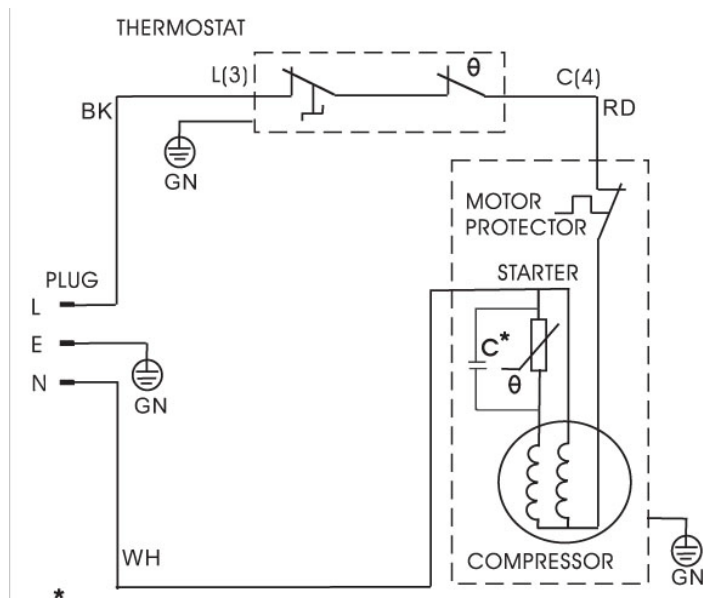 THERMOSTAT
L(3)
θ
C(4)
BK
RD
GN
MOTOR
PROTECTOR
PLUG
STARTER
L
E
N
GN
C*
θ
WH
COMPRESSOR
GN
*